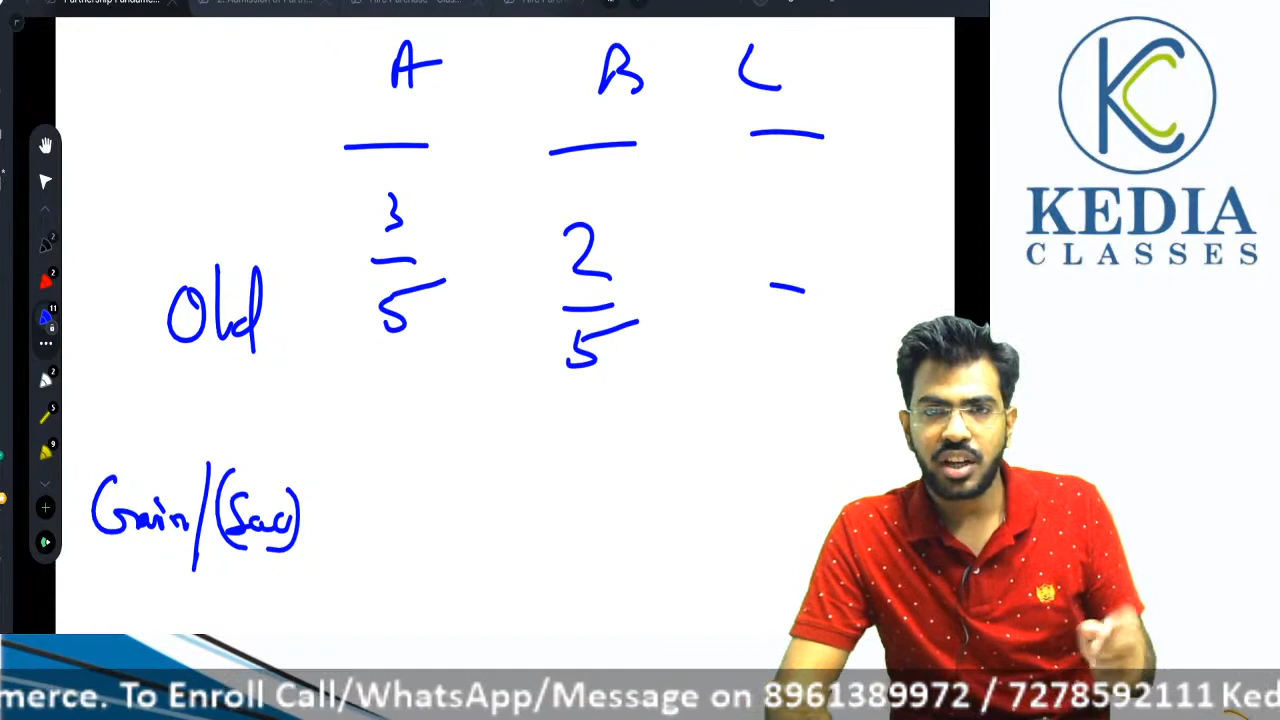 A B C
3 2
Old — — —
5 5
Gain/(Sac)
KEDIA
CLASSES
merce. To Enroll Call/WhatsApp/Message on 8961389972 / 7278592111 Ked